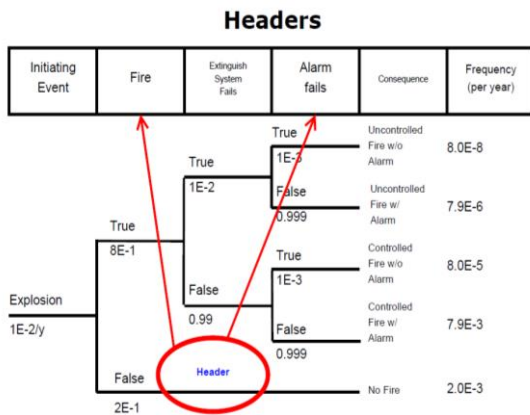 Headers
Initiating
Event
Fire
Extinguish
System
Fails
Alarm
fails
Consequence
Frequency
(per year)
True
1E-3
Uncontrolled
Fire w/o
Alarm
8.0E-8
True
1E-2
False
0.999
Uncontrolled
Fire w/
Alarm
7.9E-6
True
8E-1
True
1E-3
Controlled
Fire w/o
Alarm
8.0E-5
False
0.99
Explosion
1E-2/y
False
0.999
Controlled
Fire w/
Alarm
7.9E-3
False
2E-1
Header
No Fire
2.0E-3